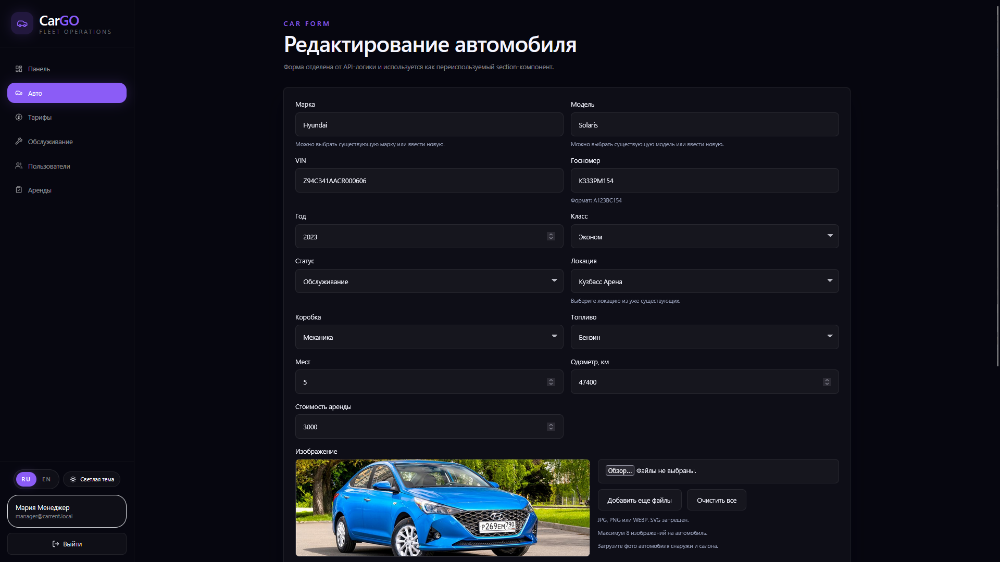 CarGO
FLEET OPERATIONS
Панель
Авто
Тарифы
Обслуживание
Пользователи
Аренды
RU EN
Светлая тема
Мария Менеджер
manager@carrent.local
Выйти
CAR FORM
Редактирование автомобиля
Форма отделена от API-логики и используется как переиспользуемый section-компонент.
Марка
Hyundai
Можно выбрать существующую марку или ввести новую.
Модель
Solaris
Можно выбрать существующую модель или ввести новую.
VIN
Z94CB41AACR000606
Госномер
К333РМ154
Формат: А123ВС154
Год
2023
Класс
Эконом
Статус
Обслуживание
Локация
Кузбасс Арена
Выберите локацию из уже существующих.
Коробка
Механика
Топливо
Бензин
Мест
5
Одометр, км
47400
Стоимость аренды
3000
Изображение
Р269ЕМ 790
Обзор... Файлы не выбраны.
Добавить еще файлы
Очистить все
JPG, PNG или WEBP. SVG запрещен.
Максимум 8 изображений на автомобиль.
Загрузите фото автомобиля снаружи и салона.